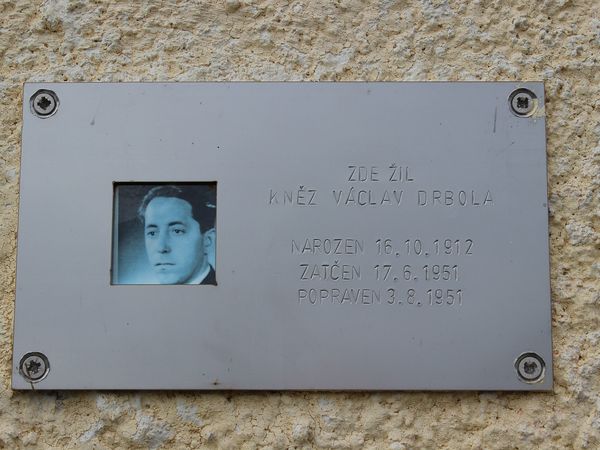 ZDE ŽIL
KNĚZ VÁCLAV DRBOLA
NAROZEN 16.10.1912
ZATČEN 17.6.1951
POPRAVEN 3.8.1951